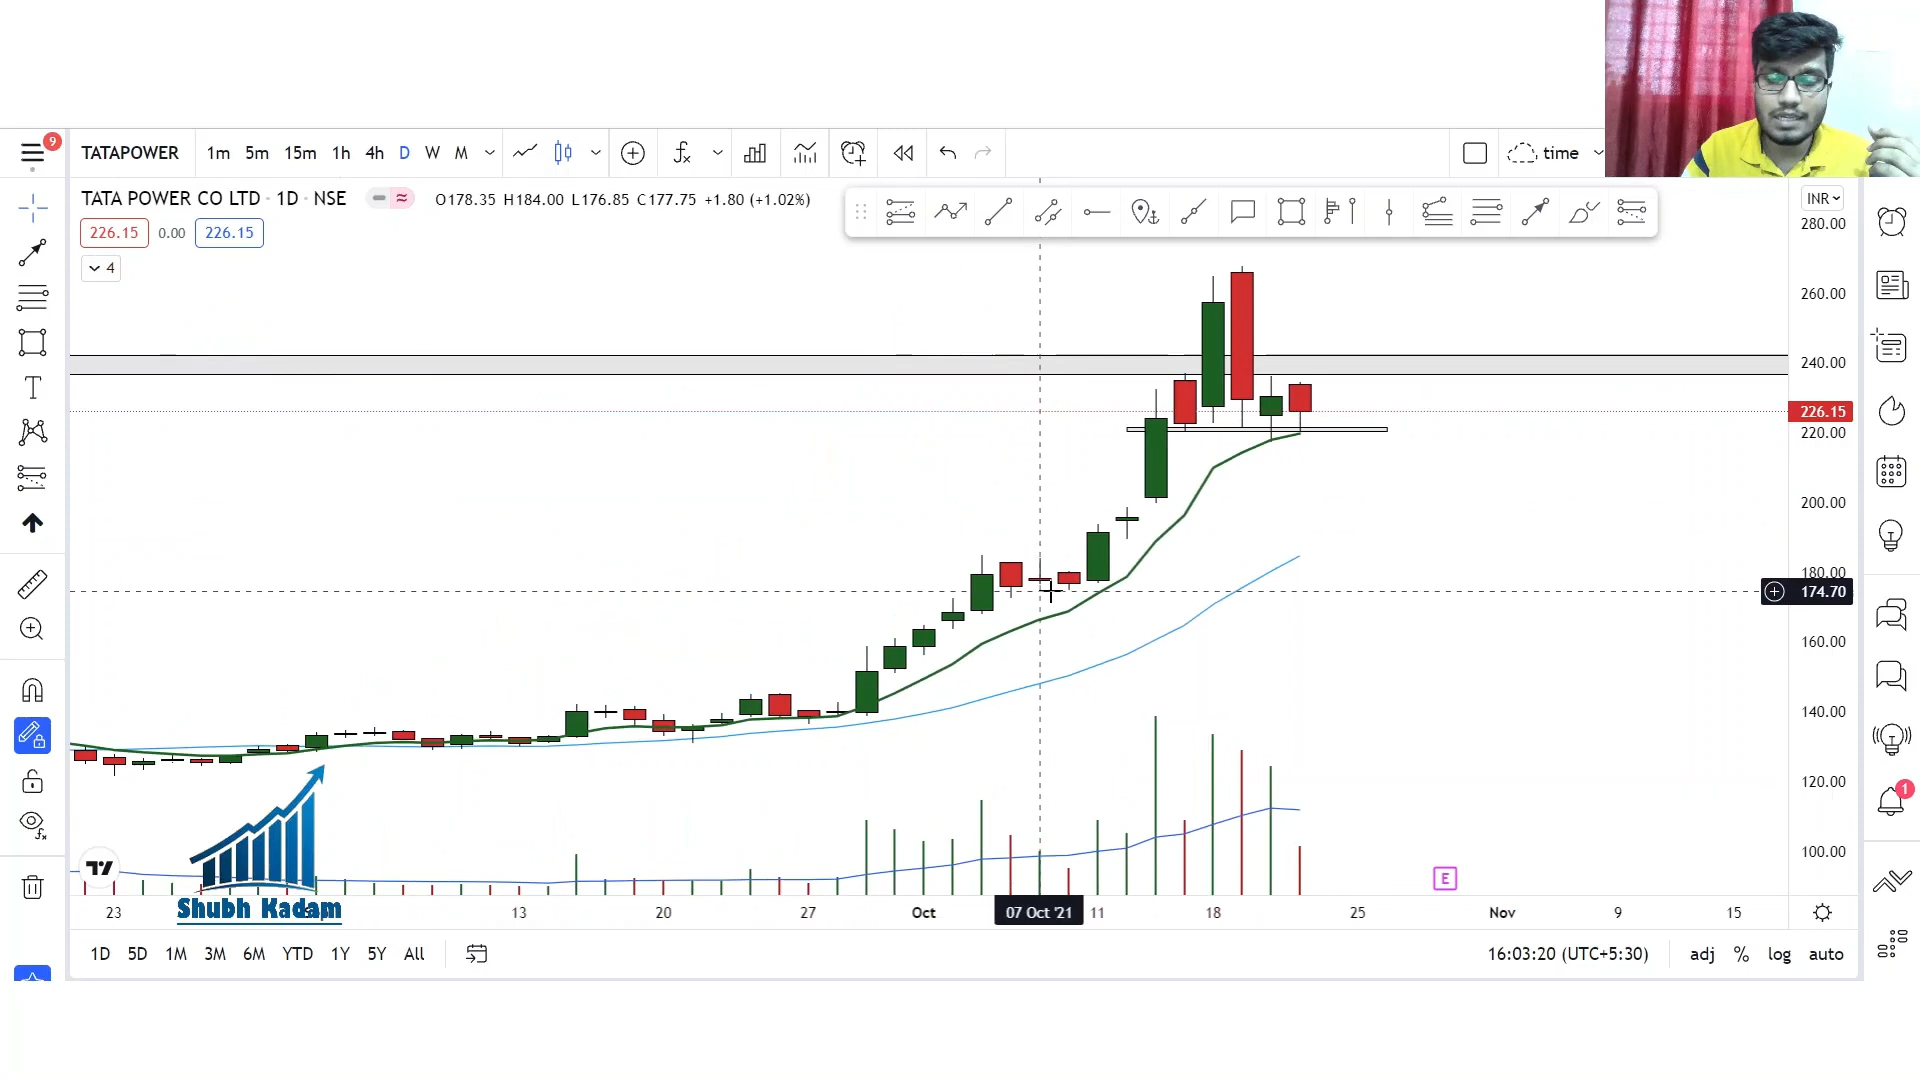 9
TATAPOWER 1m 5m 15m 1h 4h D W M time
TATA POWER CO LTD · 1D · NSE O178.35 H184.00 L176.85 C177.75 +1.80 (+1.02%) INR
226.15 0.00 226.15
4
280.00
260.00
240.00
226.15
220.00
200.00
180.00
174.70
160.00
140.00
120.00
1
100.00
E
Shubh Kadam
23 13 20 27 Oct 07 Oct '21 11 18 25 Nov 9 15
1D 5D 1M 3M 6M YTD 1Y 5Y All 16:03:20 (UTC+5:30) adj % log auto